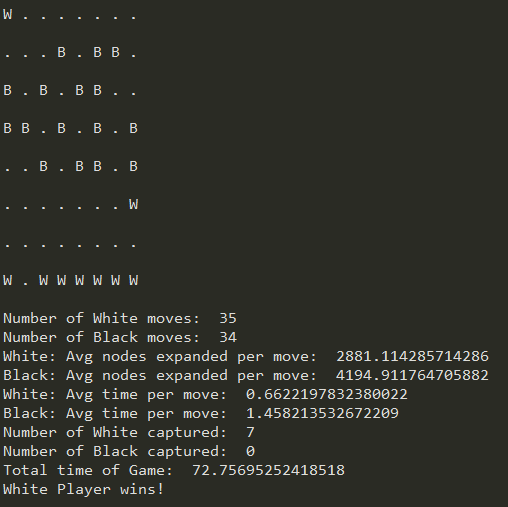 W . . . . . . .
. . . B . B B .
B . B . B B . .
B B . B . B . B
. . B . B B . B
. . . . . . . W
. . . . . . . .
W . W W W W W W
Number of White moves:  35
Number of Black moves:  34
White: Avg nodes expanded per move:  2881.114285714286
Black: Avg nodes expanded per move:  4194.911764705882
White: Avg time per move:  0.6622197832380022
Black: Avg time per move:  1.458213532672209
Number of White captured:  7
Number of Black captured:  0
Total time of Game:  72.75695252418518
White Player wins!